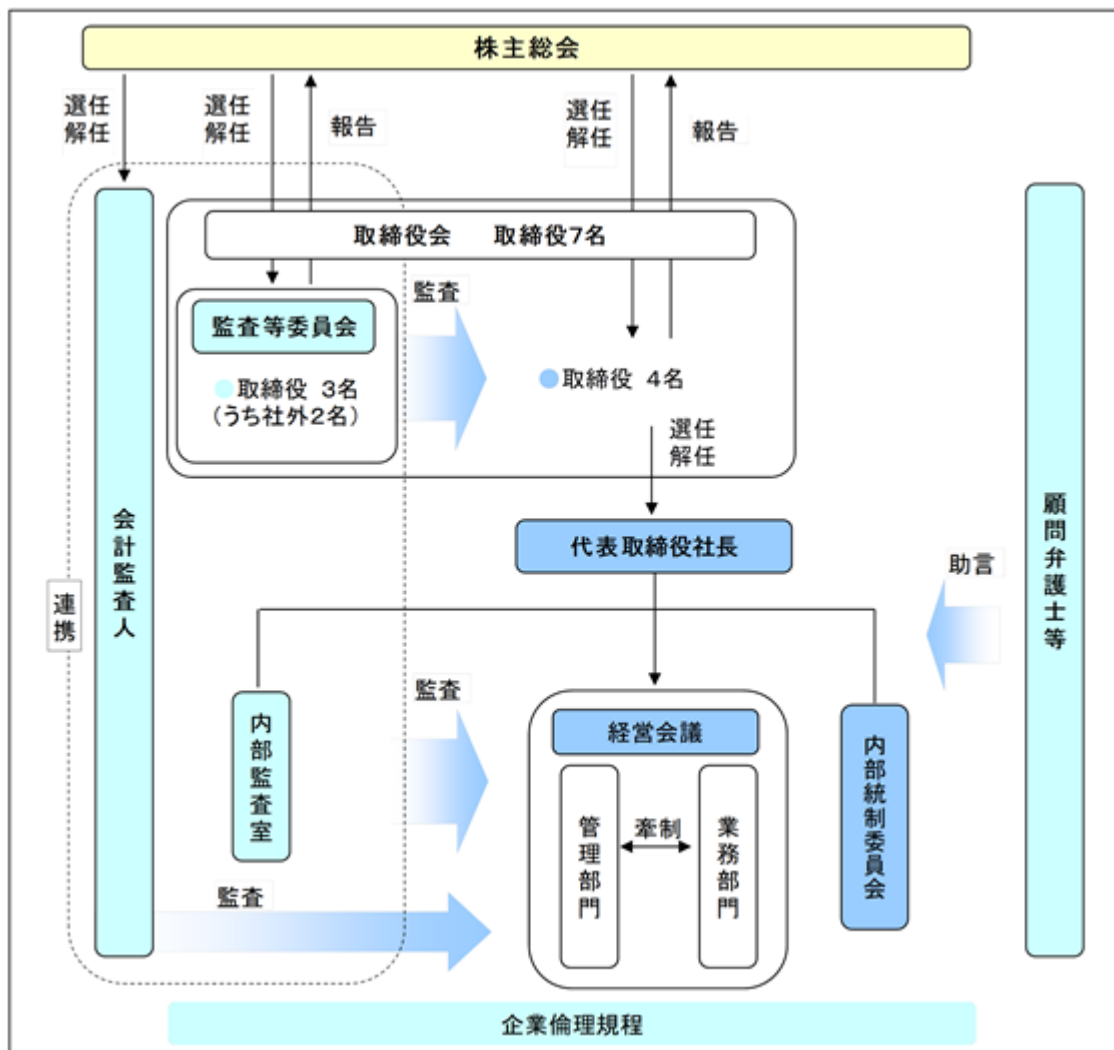 株主総会
選任
解任
選任
解任
報告
選任
解任
報告
取締役会 取締役7名
監査等委員会
取締役 3名
(うち社外2名)
監査
取締役 4名
選任
解任
代表取締役社長
会計監査人
連携
顧問弁護士等
助言
内部監査室
監査
経営会議
管理部門
牽制
業務部門
内部統制委員会
監査
企業倫理規程